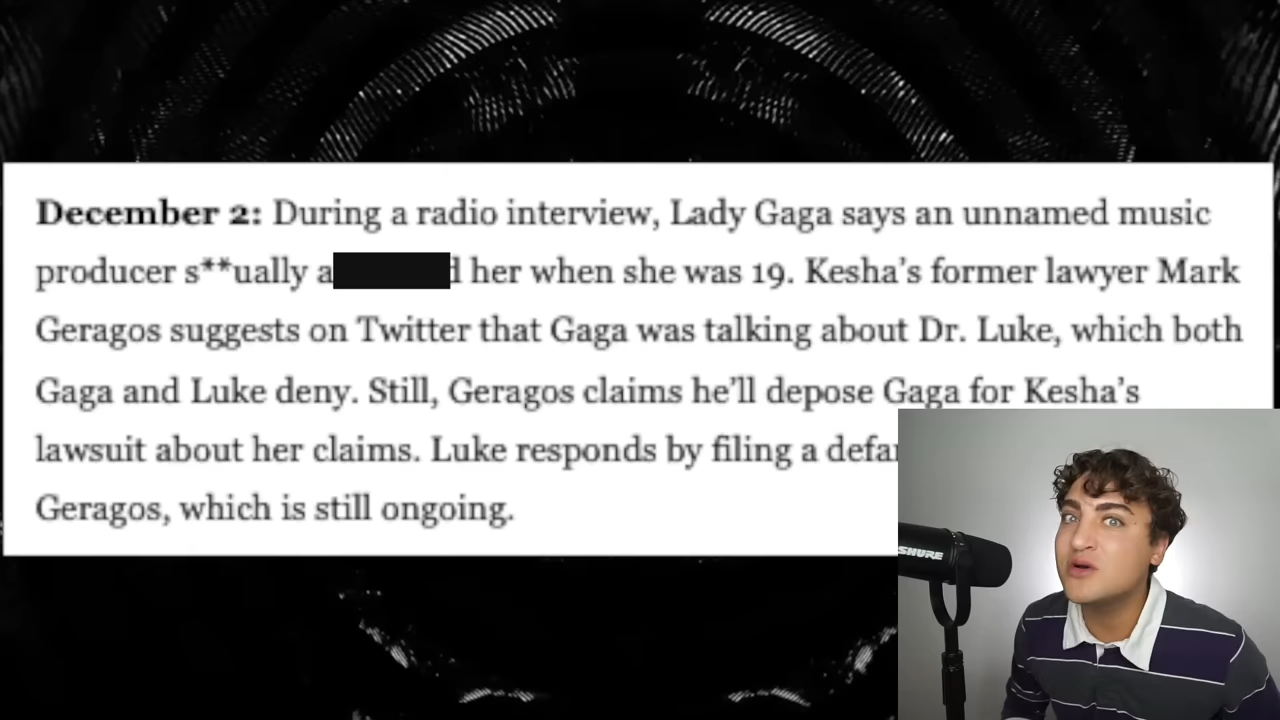 December 2: During a radio interview, Lady Gaga says an unnamed music
producer s**ually a d her when she was 19. Kesha’s former lawyer Mark
Geragos suggests on Twitter that Gaga was talking about Dr. Luke, which both
Gaga and Luke deny. Still, Geragos claims he’ll depose Gaga for Kesha’s
lawsuit about her claims. Luke responds by filing a
Geragos, which is still ongoing.
SHURE